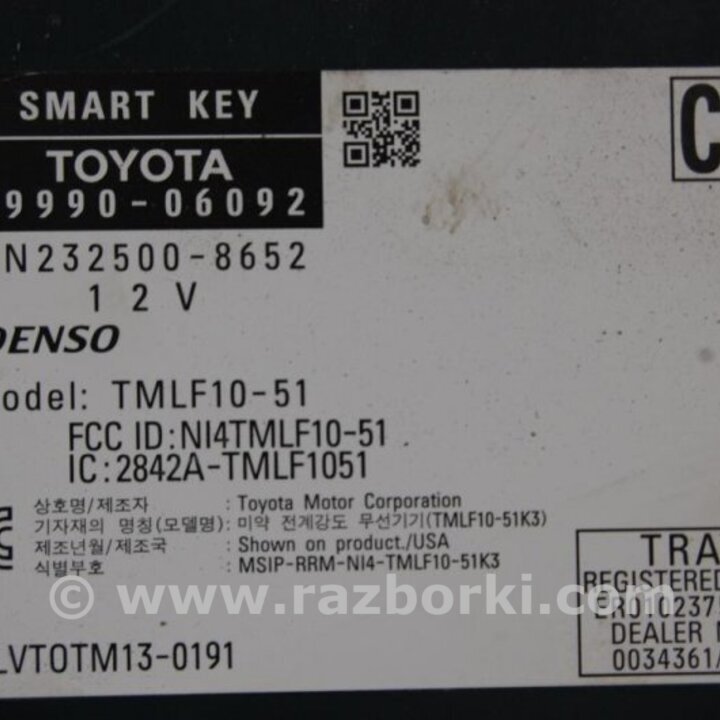 SMART KEY
TOYOTA
9990-06092
N232500-8652
12V
DENSO
odel: TMLF10-51
FCC ID:NI4TMLF10-51
IC:2842A-TMLF1051
상호명/제조자 : Toyota Motor Corporation
기자재의 명칭(모델명): 미약 전계강도 무선기기(TMLF10-51K3)
제조년월/제조국 : Shown on product./USA
식별부호 : MSIP-RRM-NI4-TMLF10-51K3
LVTOTM13-0191
C
TRA
REGISTERED
ER010237
DEALER N
0034361/
© www.razborki.com